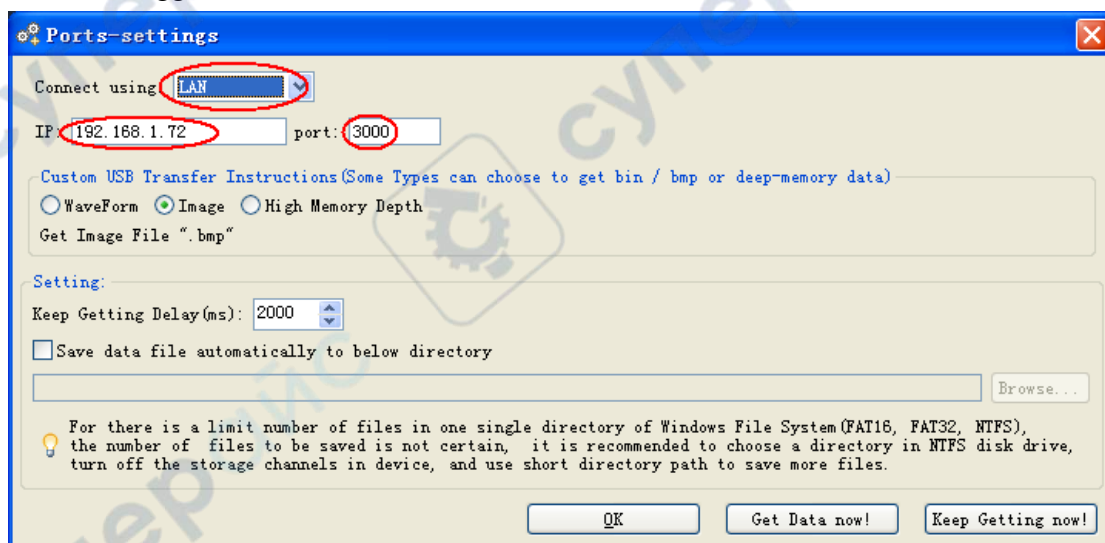 Ports-settings
Connect using: LAN
IP: 192.168.1.72 port: 3000
Custom USB Transfer Instructions(Some Types can choose to get bin / bmp or deep-memory data)
WaveForm Image High Memory Depth
Get Image File ".bmp"
Setting:
Keep Getting Delay(ms): 2000
Save data file automatically to below directory
Browse...
For there is a limit number of files in one single directory of Windows File System(FAT16, FAT32, NTFS),
the number of files to be saved is not certain, it is recommended to choose a directory in NTFS disk drive,
turn off the storage channels in device, and use short directory path to save more files.
OK Get Data now! Keep Getting now!